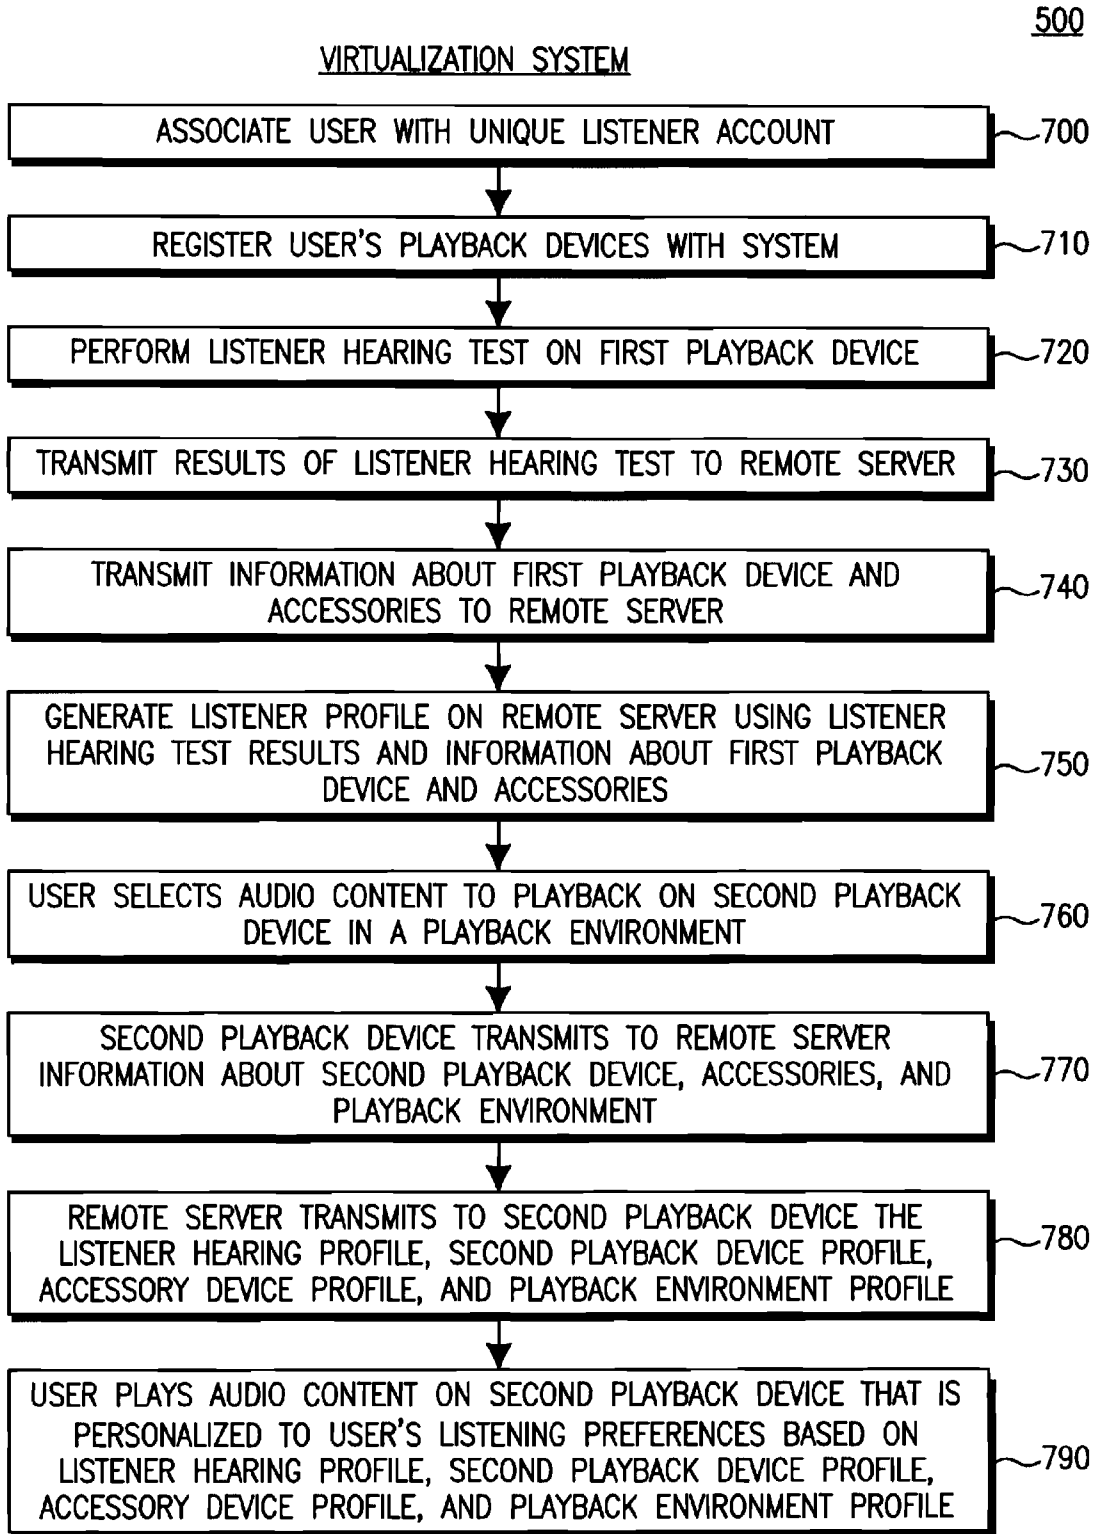 500
VIRTUALIZATION SYSTEM
ASSOCIATE USER WITH UNIQUE LISTENER ACCOUNT
700
REGISTER USER'S PLAYBACK DEVICES WITH SYSTEM
710
PERFORM LISTENER HEARING TEST ON FIRST PLAYBACK DEVICE
720
TRANSMIT RESULTS OF LISTENER HEARING TEST TO REMOTE SERVER
730
TRANSMIT INFORMATION ABOUT FIRST PLAYBACK DEVICE AND
ACCESSORIES TO REMOTE SERVER
740
GENERATE LISTENER PROFILE ON REMOTE SERVER USING LISTENER
HEARING TEST RESULTS AND INFORMATION ABOUT FIRST PLAYBACK
DEVICE AND ACCESSORIES
750
USER SELECTS AUDIO CONTENT TO PLAYBACK ON SECOND PLAYBACK
DEVICE IN A PLAYBACK ENVIRONMENT
760
SECOND PLAYBACK DEVICE TRANSMITS TO REMOTE SERVER
INFORMATION ABOUT SECOND PLAYBACK DEVICE, ACCESSORIES, AND
PLAYBACK ENVIRONMENT
770
REMOTE SERVER TRANSMITS TO SECOND PLAYBACK DEVICE THE
LISTENER HEARING PROFILE, SECOND PLAYBACK DEVICE PROFILE,
ACCESSORY DEVICE PROFILE, AND PLAYBACK ENVIRONMENT PROFILE
780
USER PLAYS AUDIO CONTENT ON SECOND PLAYBACK DEVICE THAT IS
PERSONALIZED TO USER'S LISTENING PREFERENCES BASED ON
LISTENER HEARING PROFILE, SECOND PLAYBACK DEVICE PROFILE,
ACCESSORY DEVICE PROFILE, AND PLAYBACK ENVIRONMENT PROFILE
790